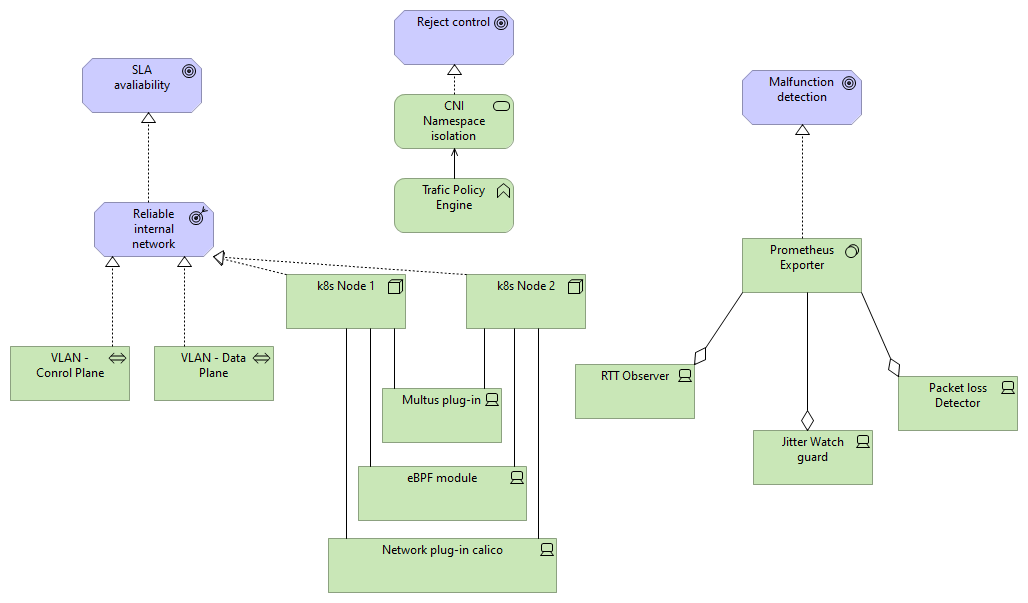 Reject control
SLA
avaliability
Malfunction
detection
CNI
Namespace
isolation
Trafic Policy
Engine
Reliable
internal
network
Prometheus
Exporter
k8s Node 1
k8s Node 2
VLAN -
Conrol Plane
VLAN - Data
Plane
RTT Observer
Packet loss
Detector
Multus plug-in
Jitter Watch
guard
eBPF module
Network plug-in calico